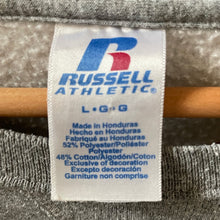 RUSSELL
ATHLETIC®
L • G • G
Made in Honduras
Hecho en Honduras
Fabriqué au Honduras
52% Polyester/Poliéster
Polyester
48% Cotton/Algodón/Coton
Exclusive of decoration
Excepto decoración
Garniture non comprise